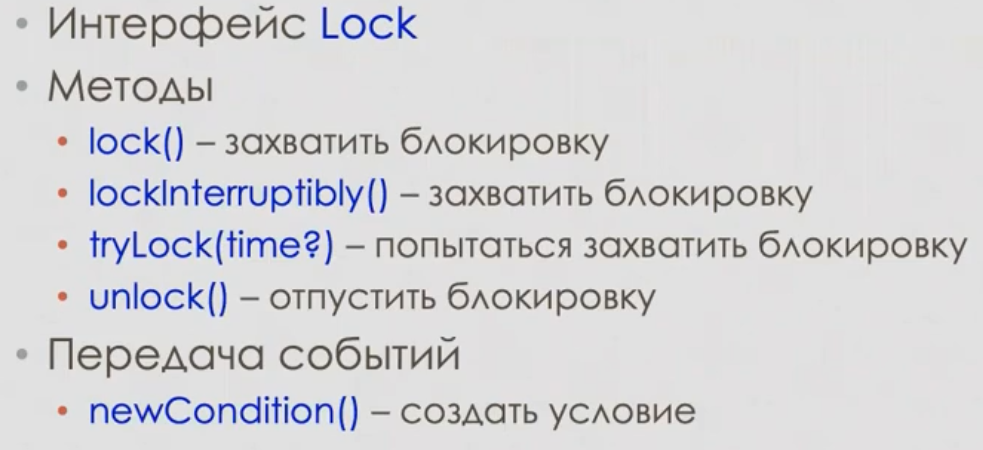 • Интерфейс Lock
• Методы
• lock() – захватить блокировку
• lockInterruptibly() – захватить блокировку
• tryLock(time?) – попытаться захватить блокировку
• unlock() – отпустить блокировку
• Передача событий
• newCondition() – создать условие